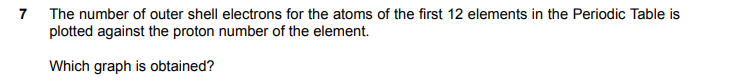 7 The number of outer shell electrons for the atoms of the first 12 elements in the Periodic Table is
plotted against the proton number of the element.
Which graph is obtained?